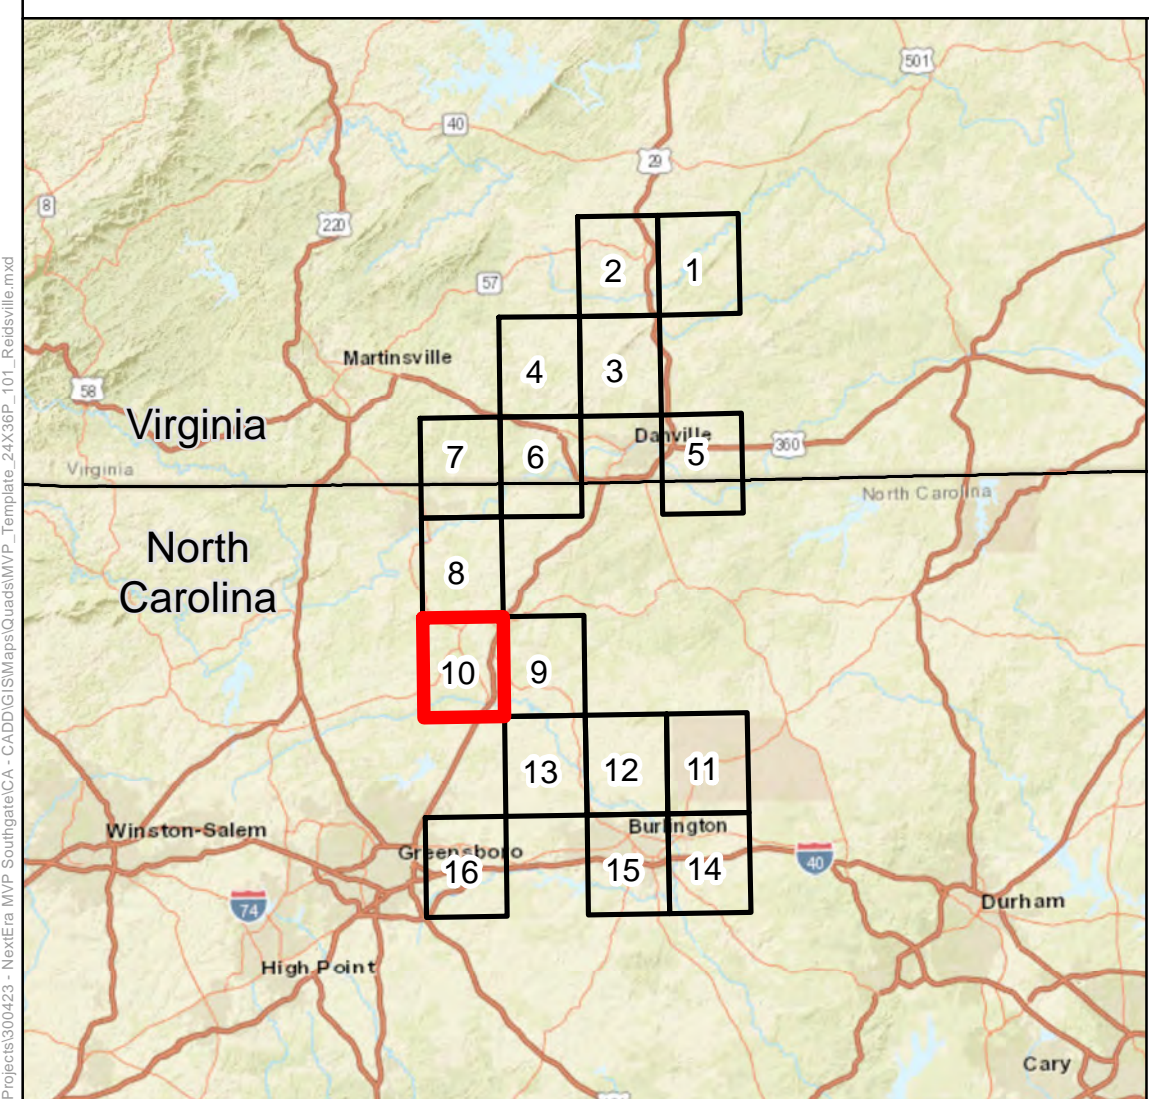 501
40
29
8
220
2
1
57
Martinsville
4
3
58
Virginia
Danville
360
7
6
5
Virginia
North Carolina
North
Carolina
8
10
9
13
12
11
Winston-Salem
Burlington
Greensboro
16
15
14
40
74
Durham
High Point
Cary
Projects\300423 - NextEra MVP Southgate\CA - CADD\GIS\Maps\Quads\MVP_Template_24X36P_101_Reidsville.mxd